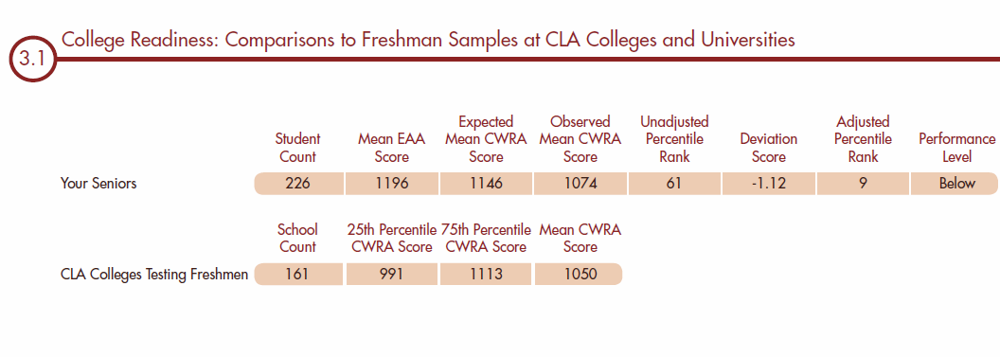 College Readiness: Comparisons to Freshman Samples at CLA Colleges and Universities
3.1
Expected Observed Unadjusted Adjusted
Student Mean EAA Mean CWRA Mean CWRA Percentile Deviation Percentile Performance
Count Score Score Score Rank Score Rank Level
Your Seniors 226 1196 1146 1074 61 -1.12 9 Below
School 25th Percentile 75th Percentile Mean CWRA
Count CWRA Score CWRA Score Score
CLA Colleges Testing Freshmen 161 991 1113 1050